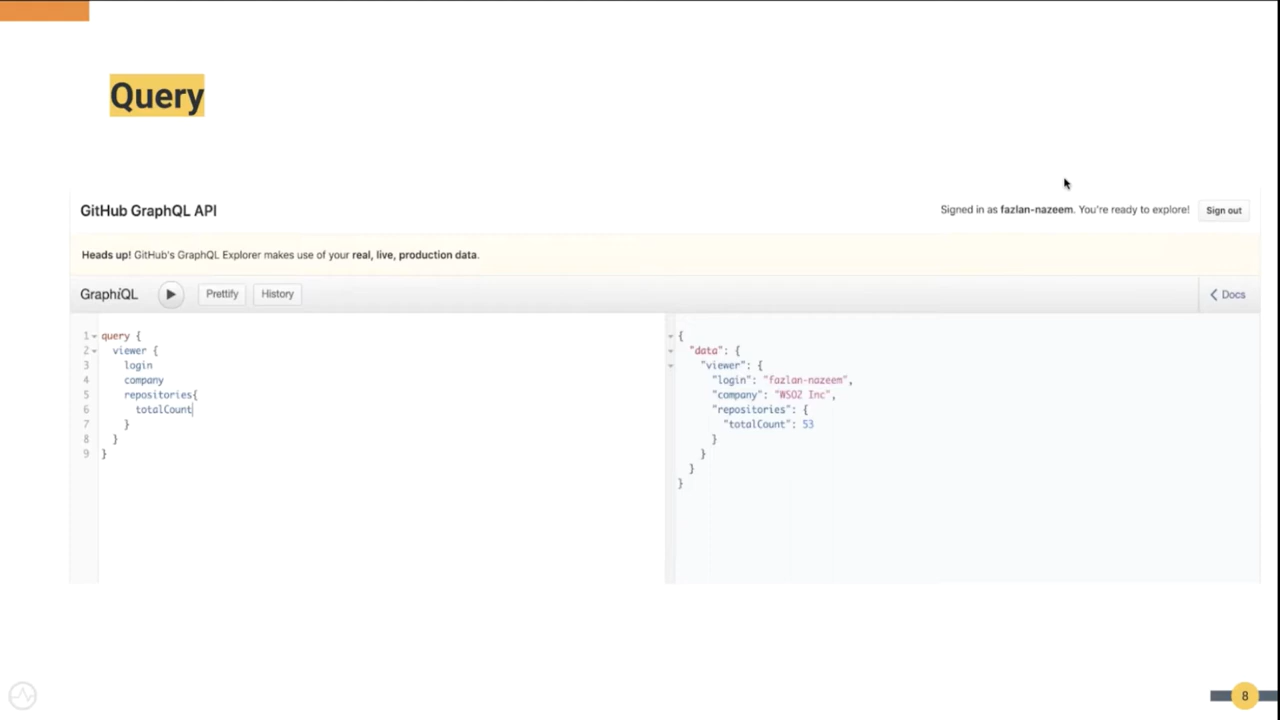 Query
GitHub GraphQL API
Signed in as fazlan-nazeem. You're ready to explore!
Sign out
Heads up! GitHub's GraphQL Explorer makes use of your real, live, production data.
GraphiQL
Prettify
History
Docs
1 query {
2 viewer {
3 login
4 company
5 repositories{
6 totalCount
7 }
8 }
9 }
{
"data": {
"viewer": {
"login": "fazlan-nazeem",
"company": "WSO2 Inc",
"repositories": {
"totalCount": 53
}
}
}
}
8